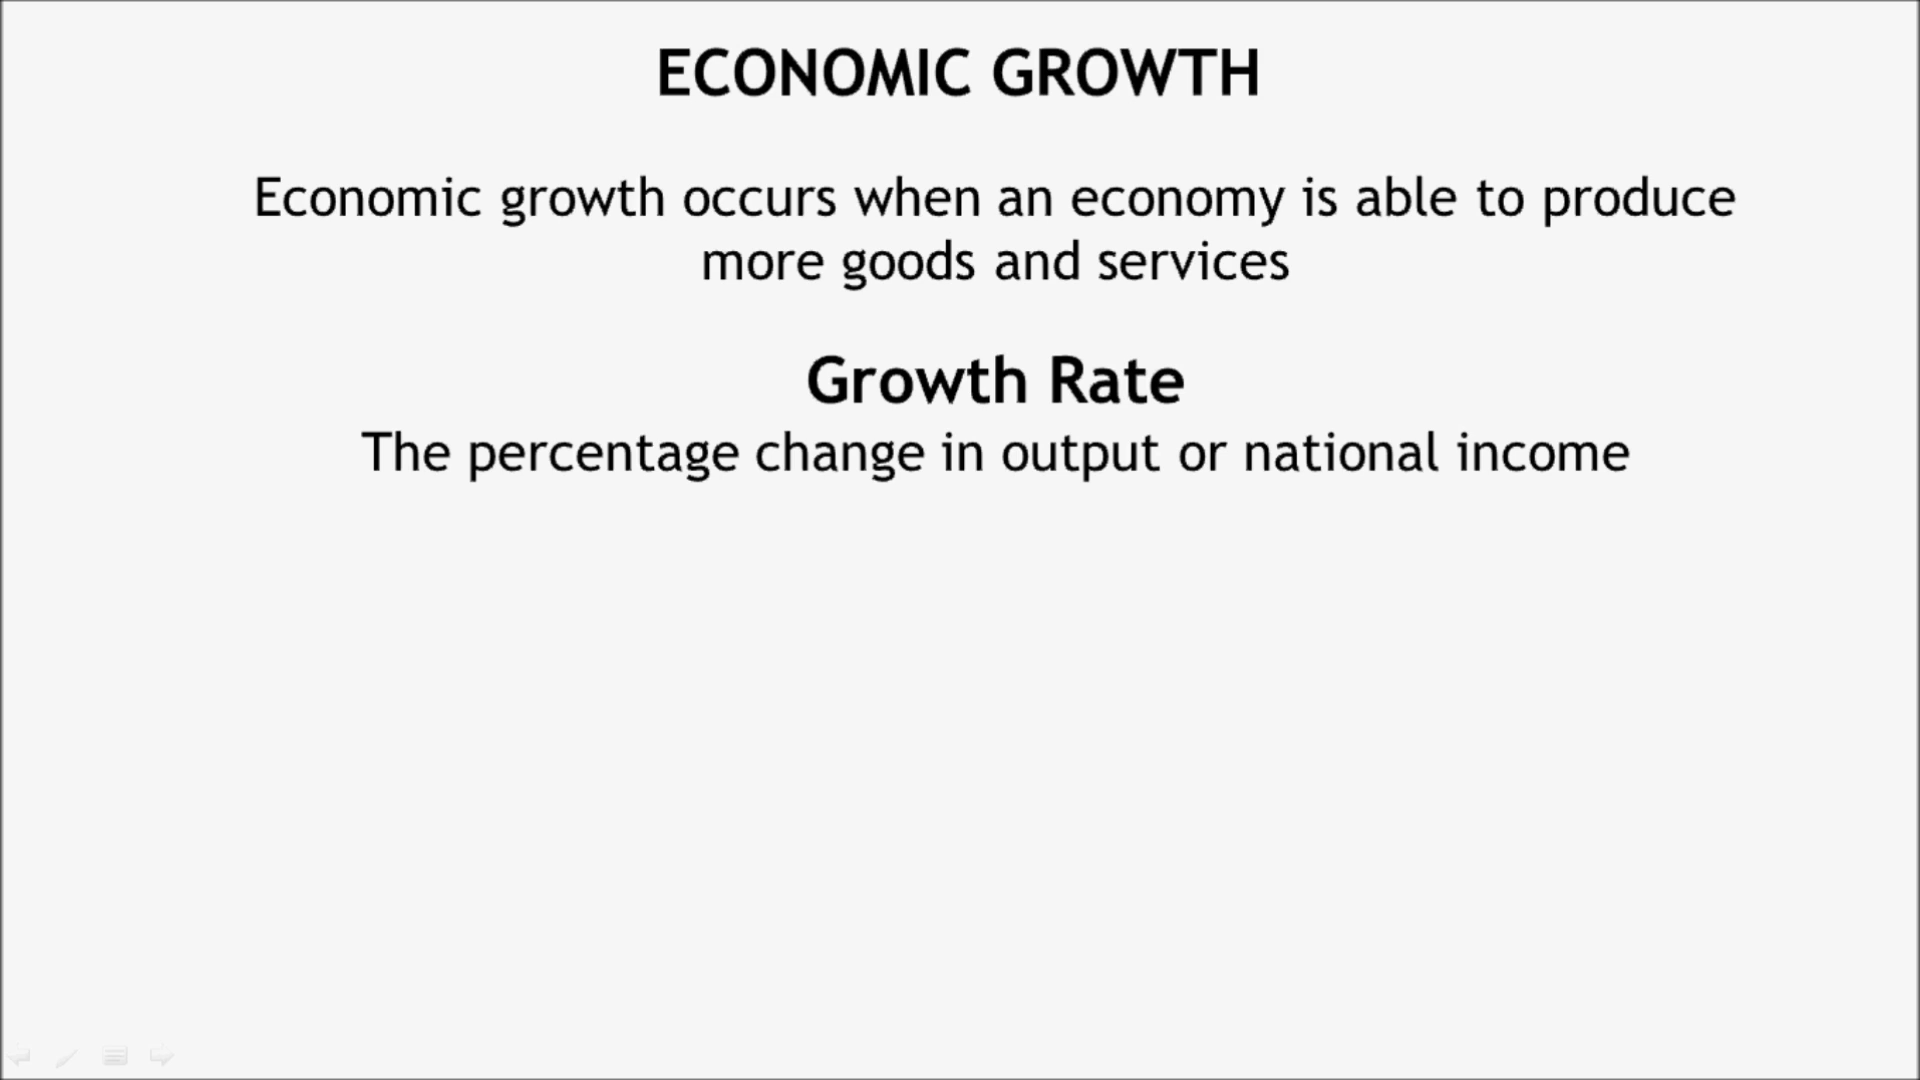 ECONOMIC GROWTH
Economic growth occurs when an economy is able to produce
more goods and services
Growth Rate
The percentage change in output or national income